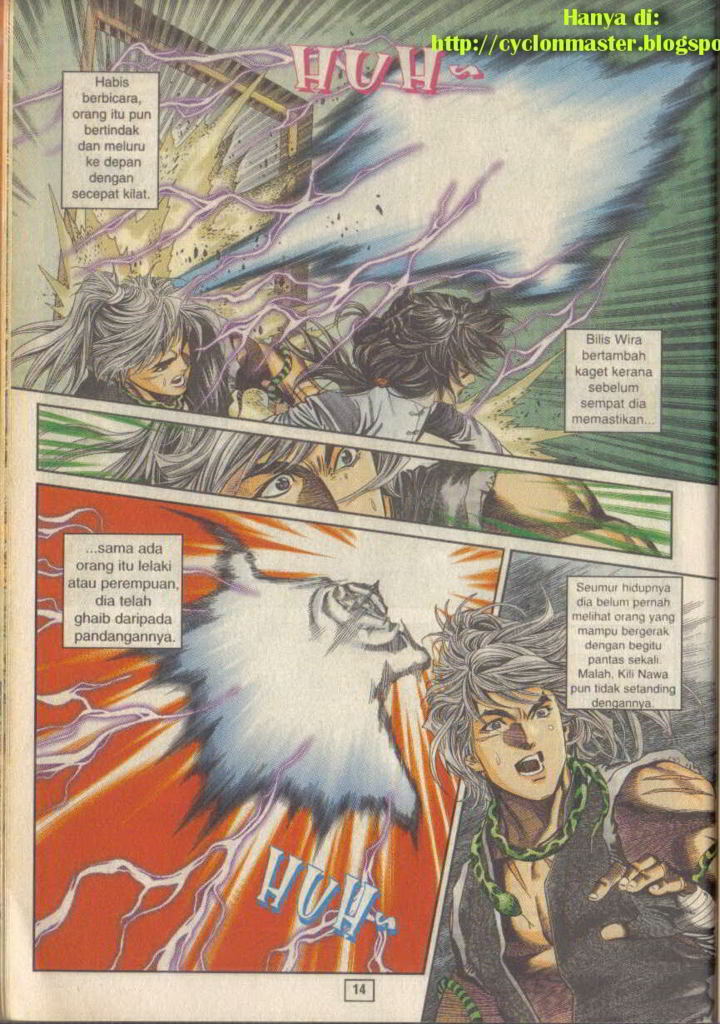 Hanya di:
http://cyclonmaster.blogspo
HUH~
Habis
berbicara,
orang itu pun
bertindak
dan meluru
ke depan
dengan
secepat kilat.
Bilis Wira
bertambah
kaget kerana
sebelum
sempat dia
memastikan...
...sama ada
orang itu lelaki
atau perempuan,
dia telah
ghaib daripada
pandangannya.
Seumur hidupnya
dia belum pernah
melihat orang yang
mampu bergerak
dengan begitu
pantas sekali.
Malah, Kili Nawa
pun tidak setanding
dengannya.
HUH~
14